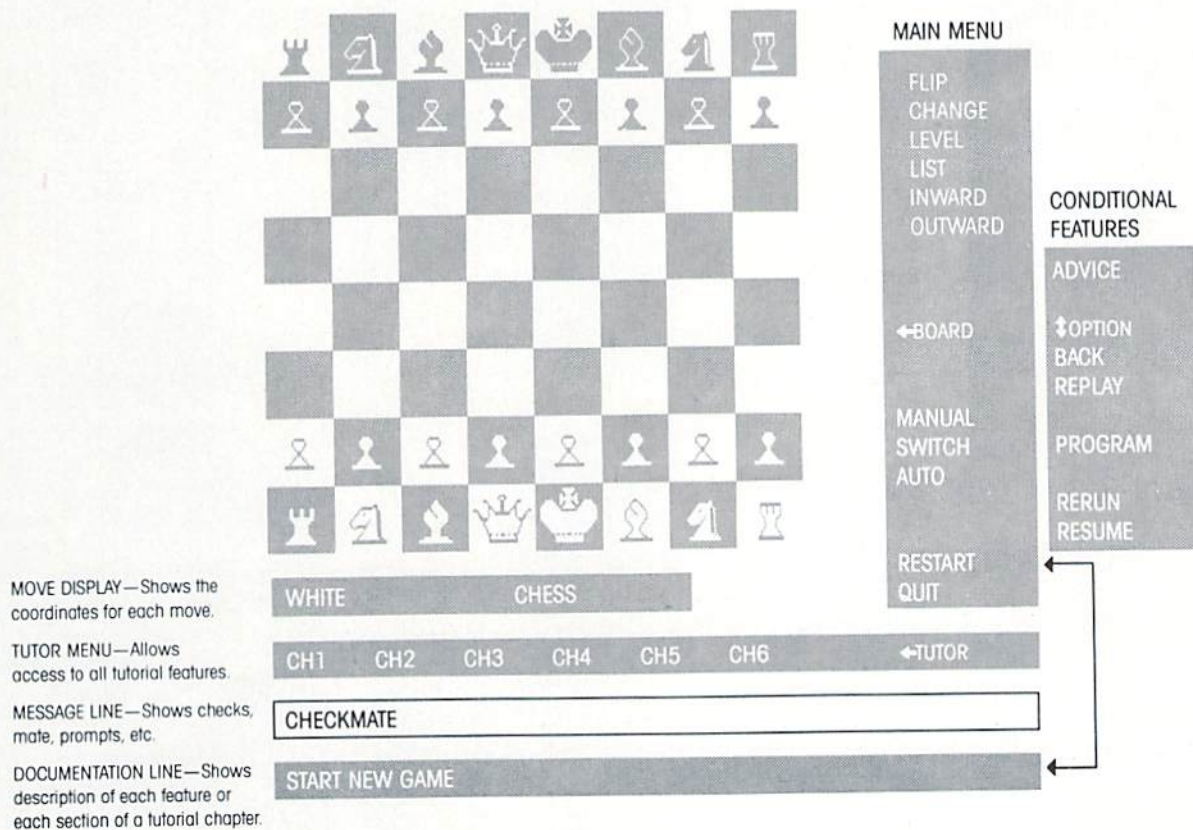 MAIN MENU
FLIP
CHANGE
LEVEL
LIST
INWARD
OUTWARD
←BOARD
MANUAL
SWITCH
AUTO
RESTART
QUIT
CONDITIONAL
FEATURES
ADVICE
↕OPTION
BACK
REPLAY
PROGRAM
RERUN
RESUME
MOVE DISPLAY—Shows the
coordinates for each move.
WHITE CHESS
TUTOR MENU—Allows
access to all tutorial features.
CH1 CH2 CH3 CH4 CH5 CH6 ←TUTOR
MESSAGE LINE—Shows checks,
mate, prompts, etc.
CHECKMATE
DOCUMENTATION LINE—Shows
description of each feature or
each section of a tutorial chapter.
START NEW GAME